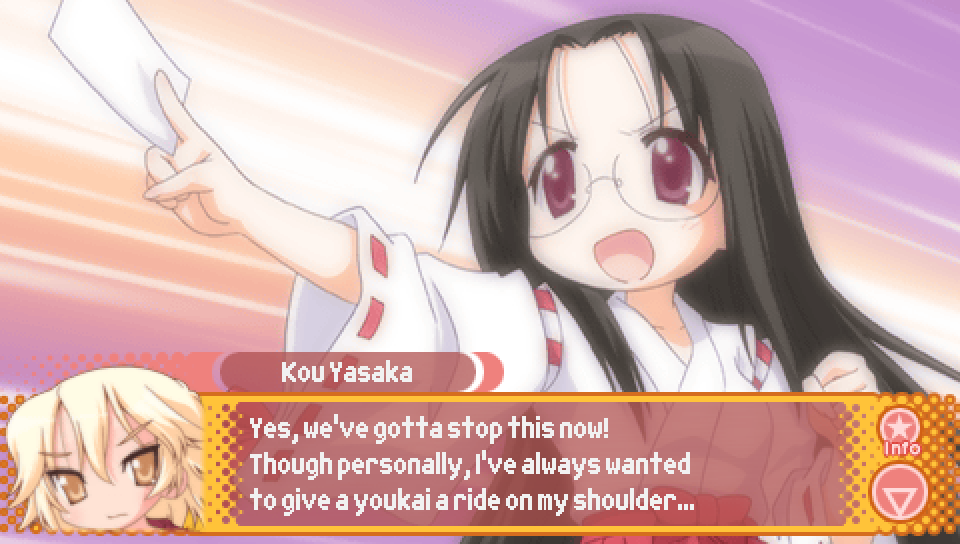 Kou Yasaka
Yes, we've gotta stop this now!
Though personally, I've always wanted
to give a youkai a ride on my shoulder...
Info